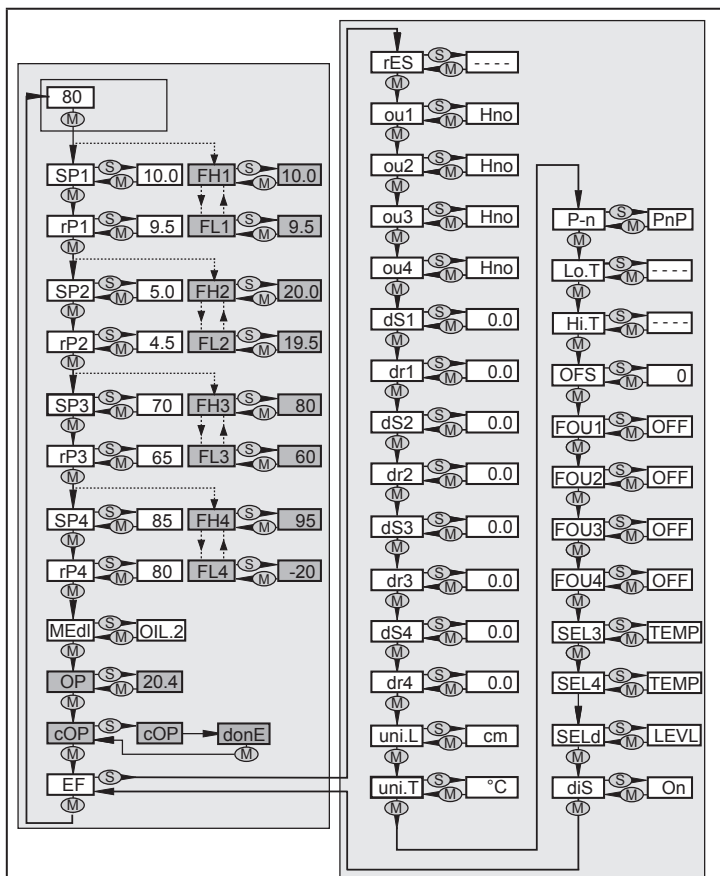 80
M
SP1 S M 10.0 FH1 S M 10.0
M
rP1 S M 9.5 FL1 S M 9.5
M
SP2 S M 5.0 FH2 S M 20.0
M
rP2 S M 4.5 FL2 S M 19.5
M
SP3 S M 70 FH3 S M 80
M
rP3 S M 65 FL3 S M 60
M
SP4 S M 85 FH4 S M 95
M
rP4 S M 80 FL4 S M -20
M
MEdI S M OIL.2
M
OP S M 20.4
M
cOP S cOP donE
M M
EF S
M
rES S M - - - -
M
ou1 S M Hno
M
ou2 S M Hno
M
ou3 S M Hno
M
ou4 S M Hno
M
dS1 S M 0.0
M
dr1 S M 0.0
M
dS2 S M 0.0
M
dr2 S M 0.0
M
dS3 S M 0.0
M
dr3 S M 0.0
M
dS4 S M 0.0
M
dr4 S M 0.0
M
uni.L S M cm
M
uni.T S M °C
M
P-n S M PnP
M
Lo.T S M - - - -
M
Hi.T S M - - - -
M
OFS S M 0
M
FOU1 S M OFF
M
FOU2 S M OFF
M
FOU3 S M OFF
M
FOU4 S M OFF
M
SEL3 S M TEMP
M
SEL4 S M TEMP
M
SELd S M LEVL
M
diS S M On
M